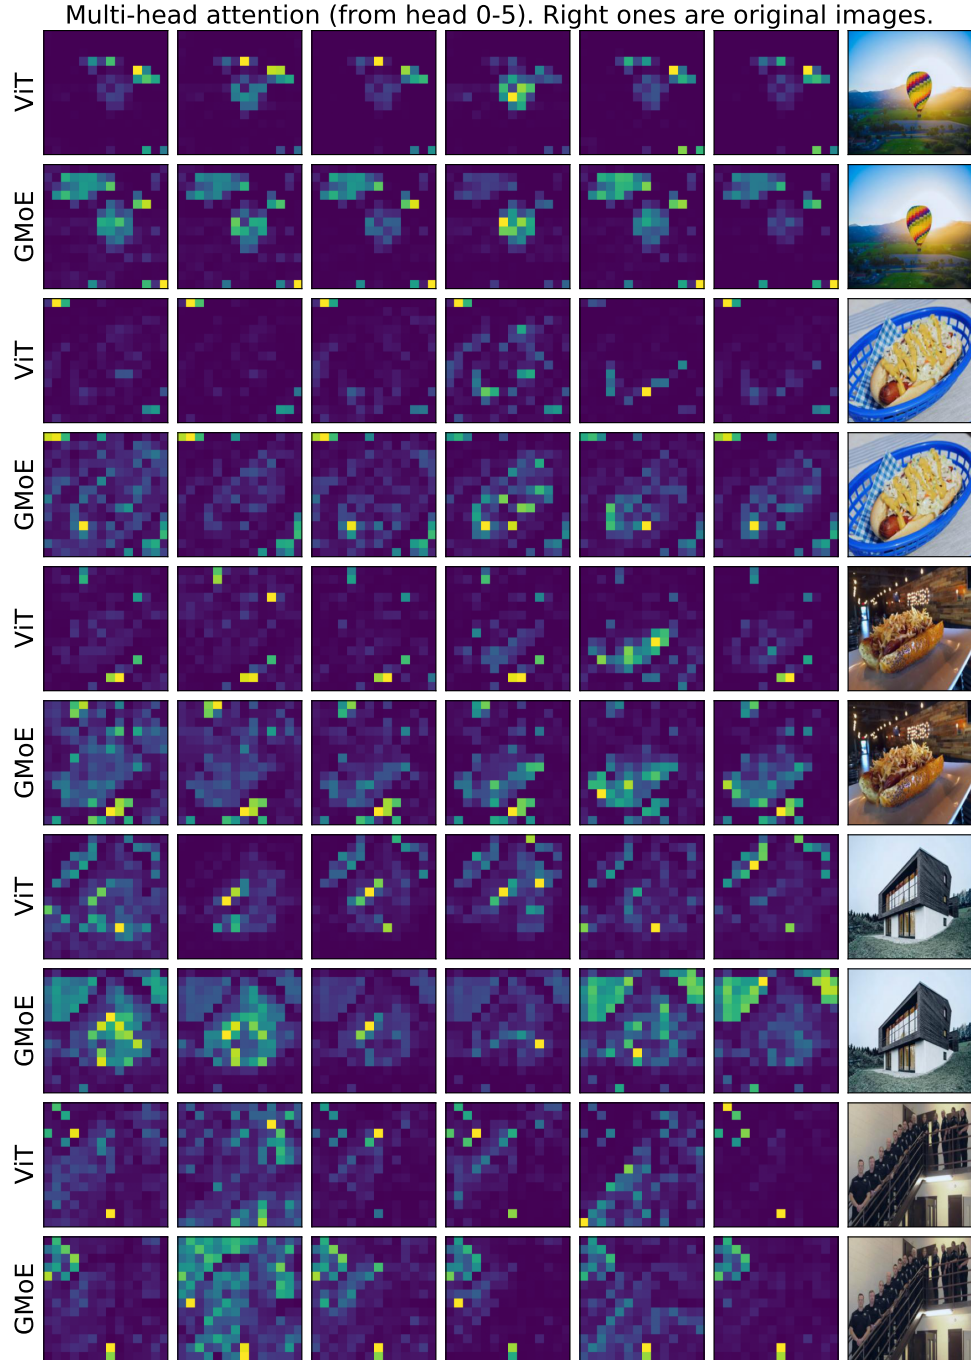 Multi-head attention (from head 0-5). Right ones are original images.
ViT
GMoE
ViT
GMoE
ViT
GMoE
ViT
GMoE
ViT
GMoE